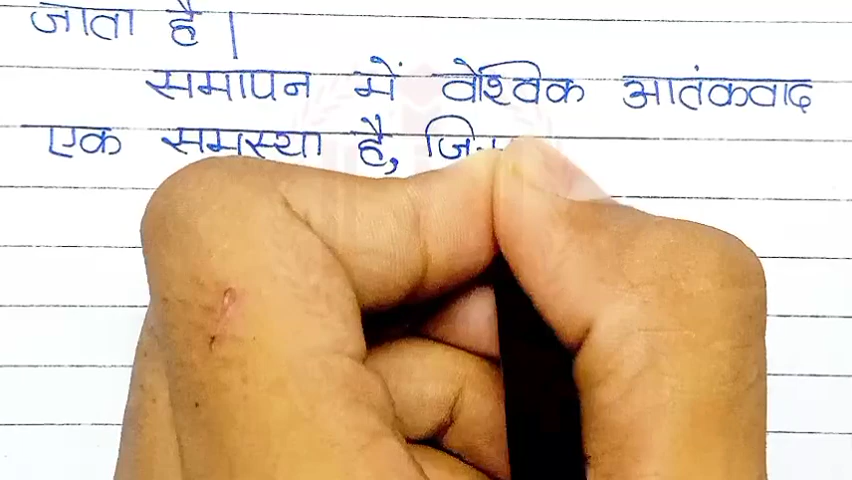 जाता है।
समापन में वैश्विक आतंकवाद
एक समस्या है,